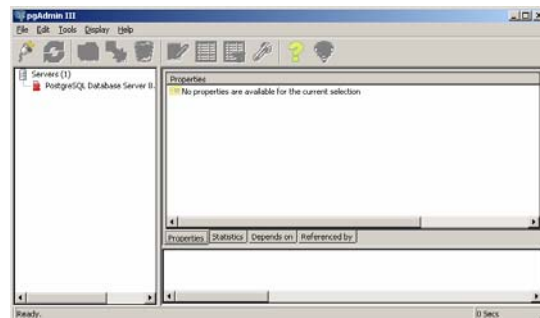 pgAdmin III
File Edit Tools Display Help
Servers (1)
PostgreSQL Database Server 8.
Properties
No properties are available for the current selection
Properties Statistics Depends on Referenced by
Ready.
0 Secs